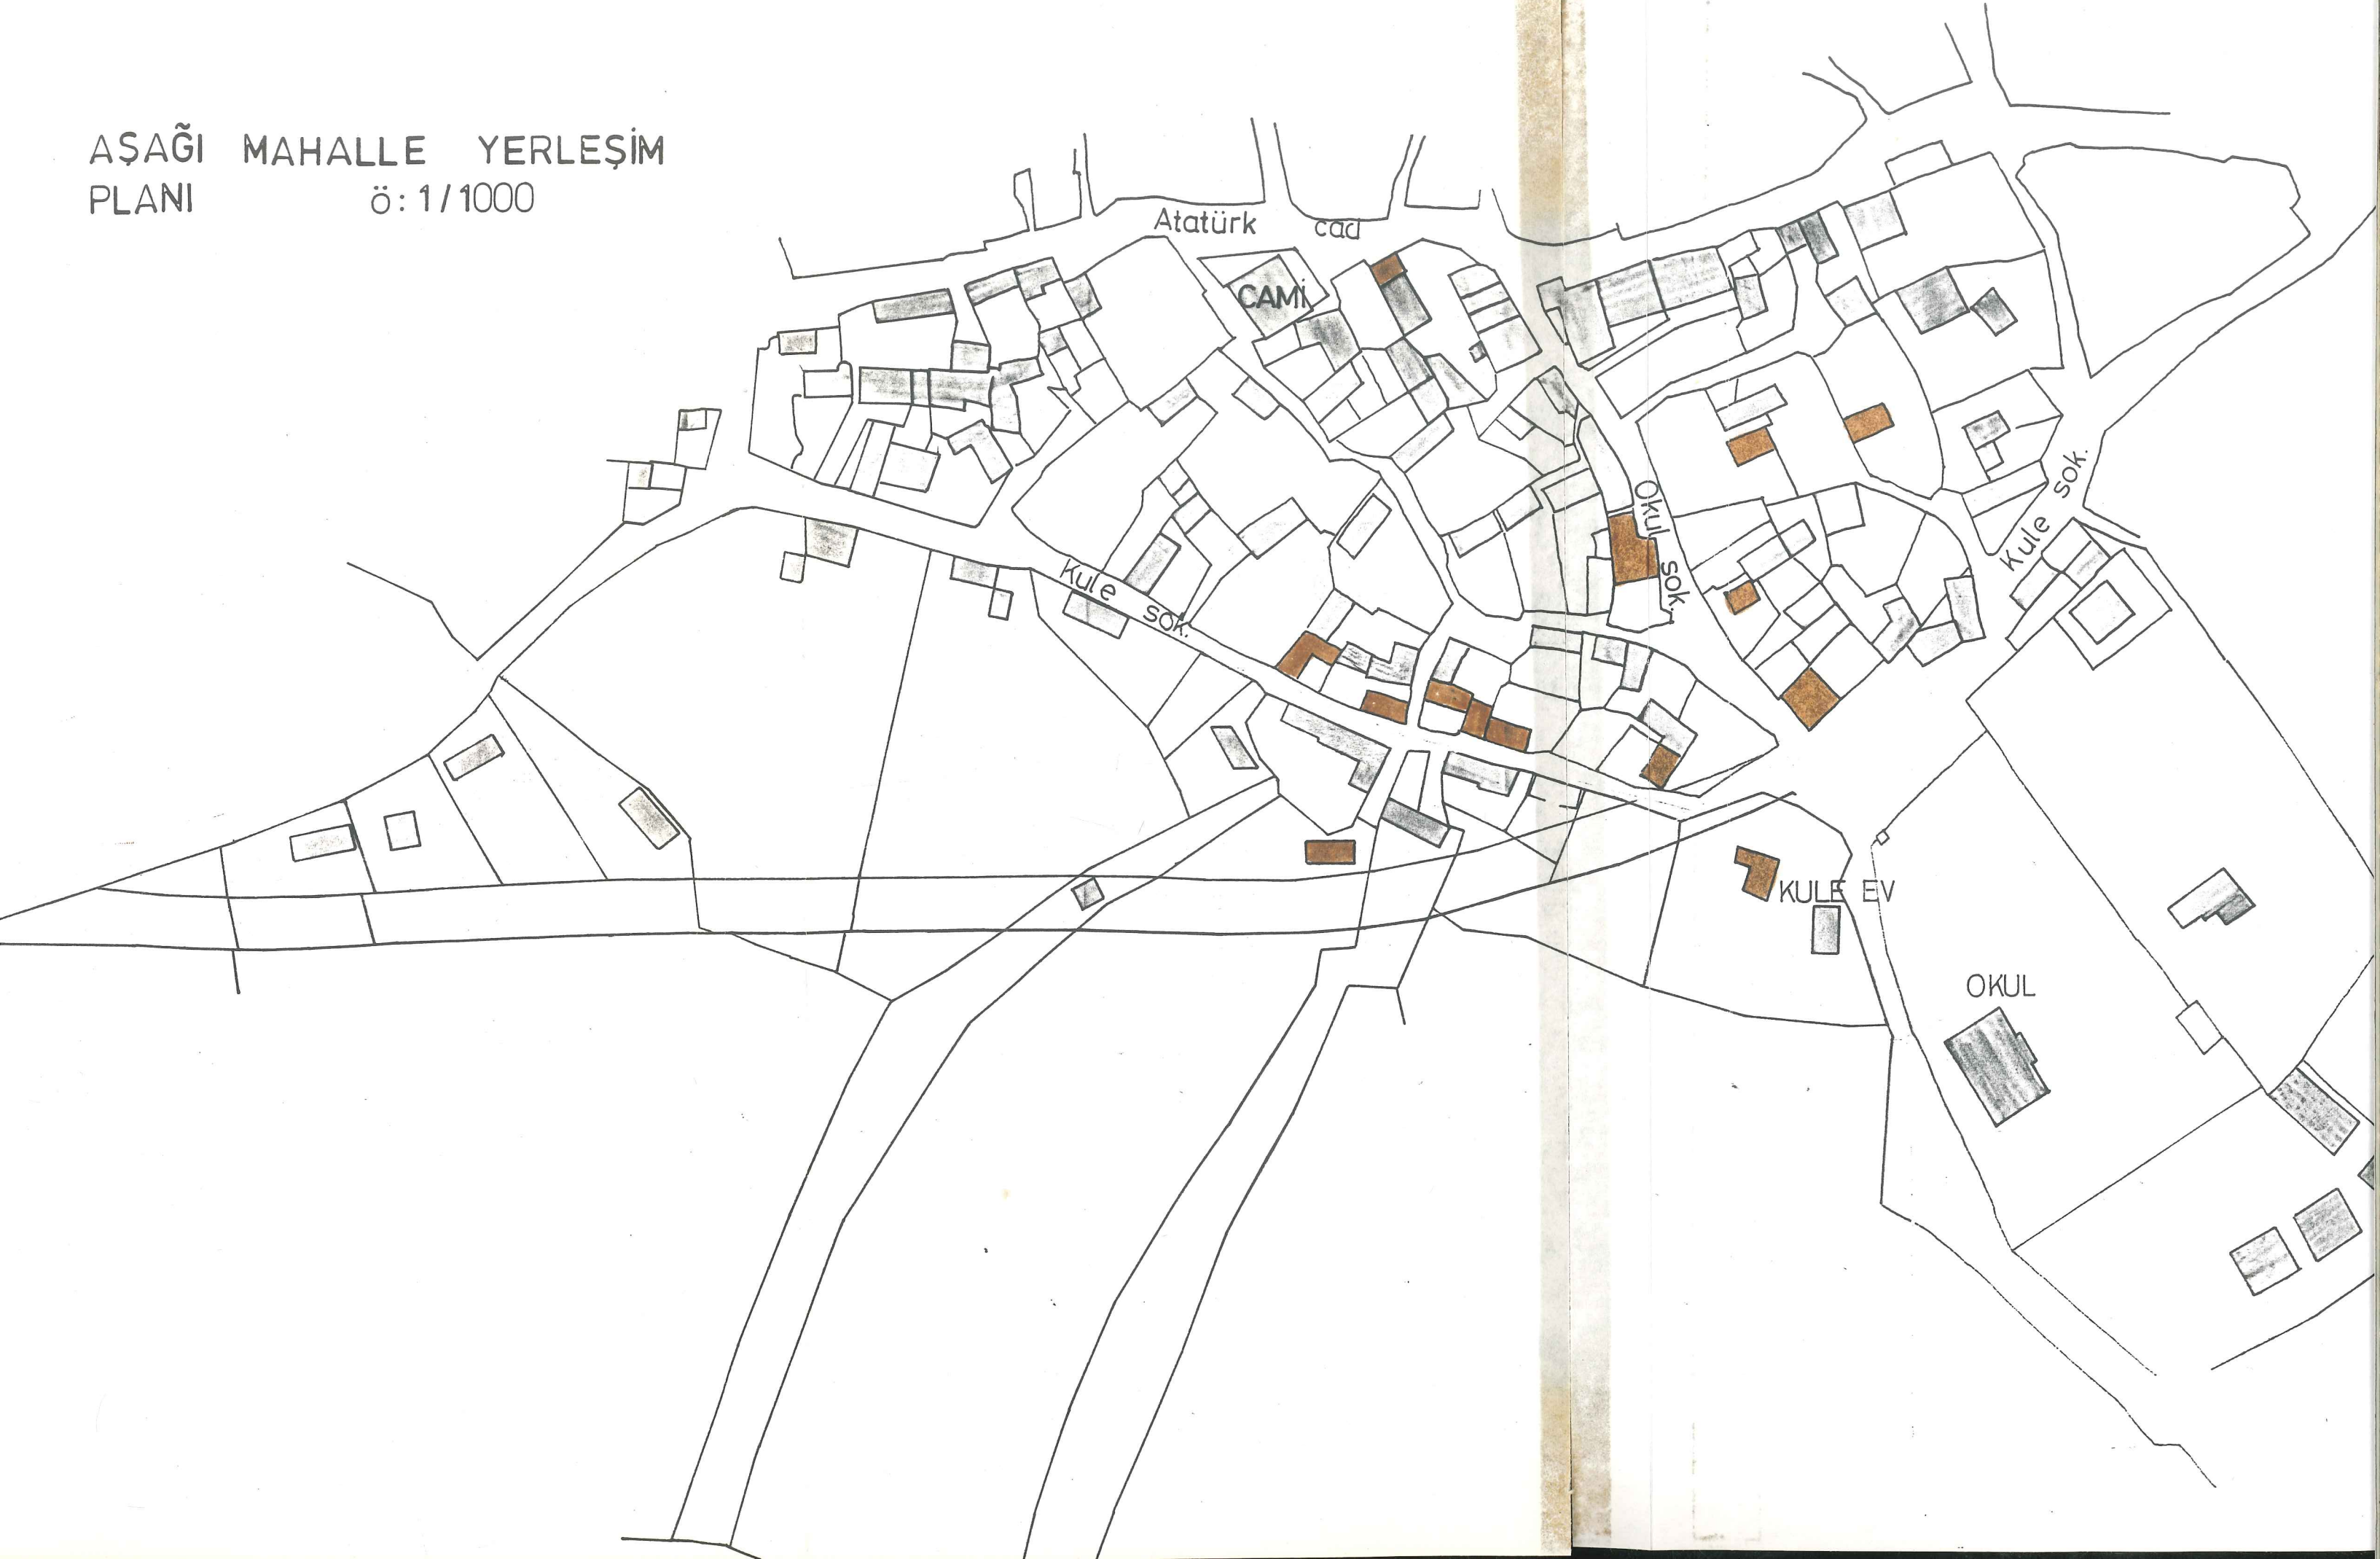 AŞAĞI MAHALLE YERLEŞİM
PLANI ö: 1/1000
Atatürk cad
CAMİ
Kule sok.
Okul sok.
Kule sok.
KULE EV
OKUL